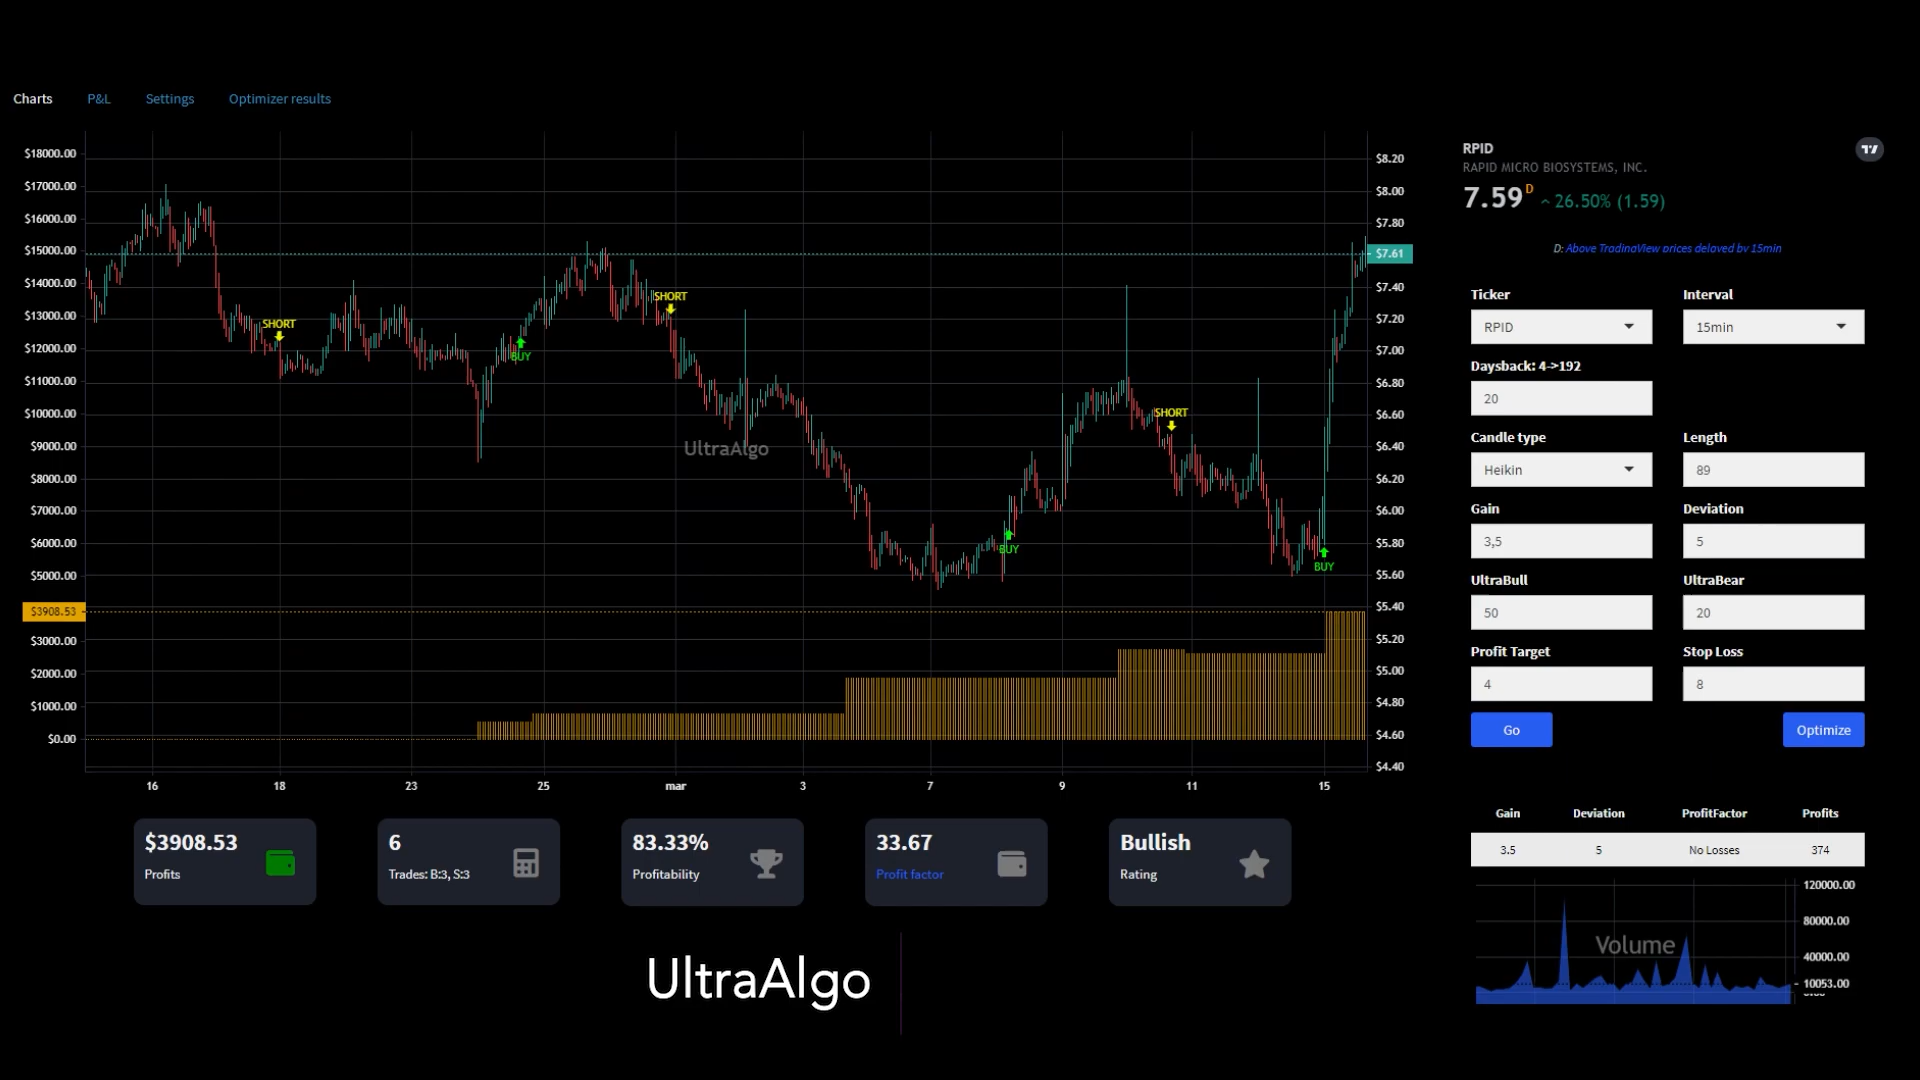 Charts P&L Settings Optimizer results
$18000.00
$17000.00
$16000.00
$15000.00
$14000.00
$13000.00
$12000.00
$11000.00
$10000.00
$9000.00
$8000.00
$7000.00
$6000.00
$5000.00
$3908.53
$3000.00
$2000.00
$1000.00
$0.00
SHORT
BUY
SHORT
BUY
SHORT
BUY
UltraAlgo
$8.20
$8.00
$7.80
$7.61
$7.40
$7.20
$7.00
$6.80
$6.60
$6.40
$6.20
$6.00
$5.80
$5.60
$5.40
$5.20
$5.00
$4.80
$4.60
$4.40
16 18 23 25 mar 3 7 9 11 15
RPID
RAPID MICRO BIOSYSTEMS, INC.
7.59 D 26.50% (1.59)
D: Above TradingView prices delayed by 15min
Ticker Interval
RPID 15min
Daysback: 4->192
20
Candle type Length
Heikin 89
Gain Deviation
3,5 5
UltraBull UltraBear
50 20
Profit Target Stop Loss
4 8
Go Optimize
Gain Deviation ProfitFactor Profits
3.5 5 No Losses 374
120000.00
80000.00
Volume
40000.00
10053.00
$3908.53
Profits
6
Trades: B:3, S:3
83.33%
Profitability
33.67
Profit factor
Bullish
Rating
UltraAlgo